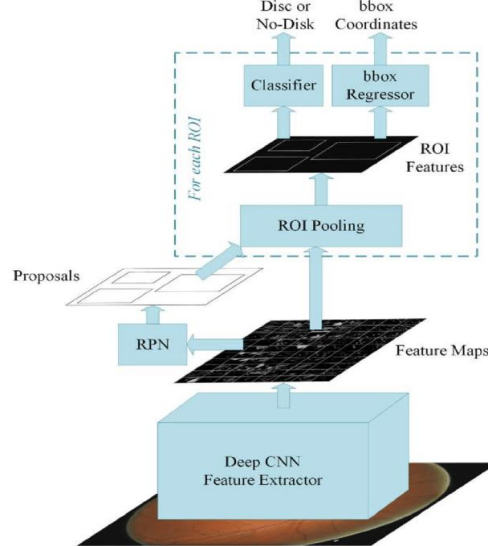 Disc or
No-Disk
bbox
Coordinates
Classifier
bbox
Regressor
For each ROI
ROI
Features
ROI Pooling
Proposals
RPN
Feature Maps
Deep CNN
Feature Extractor